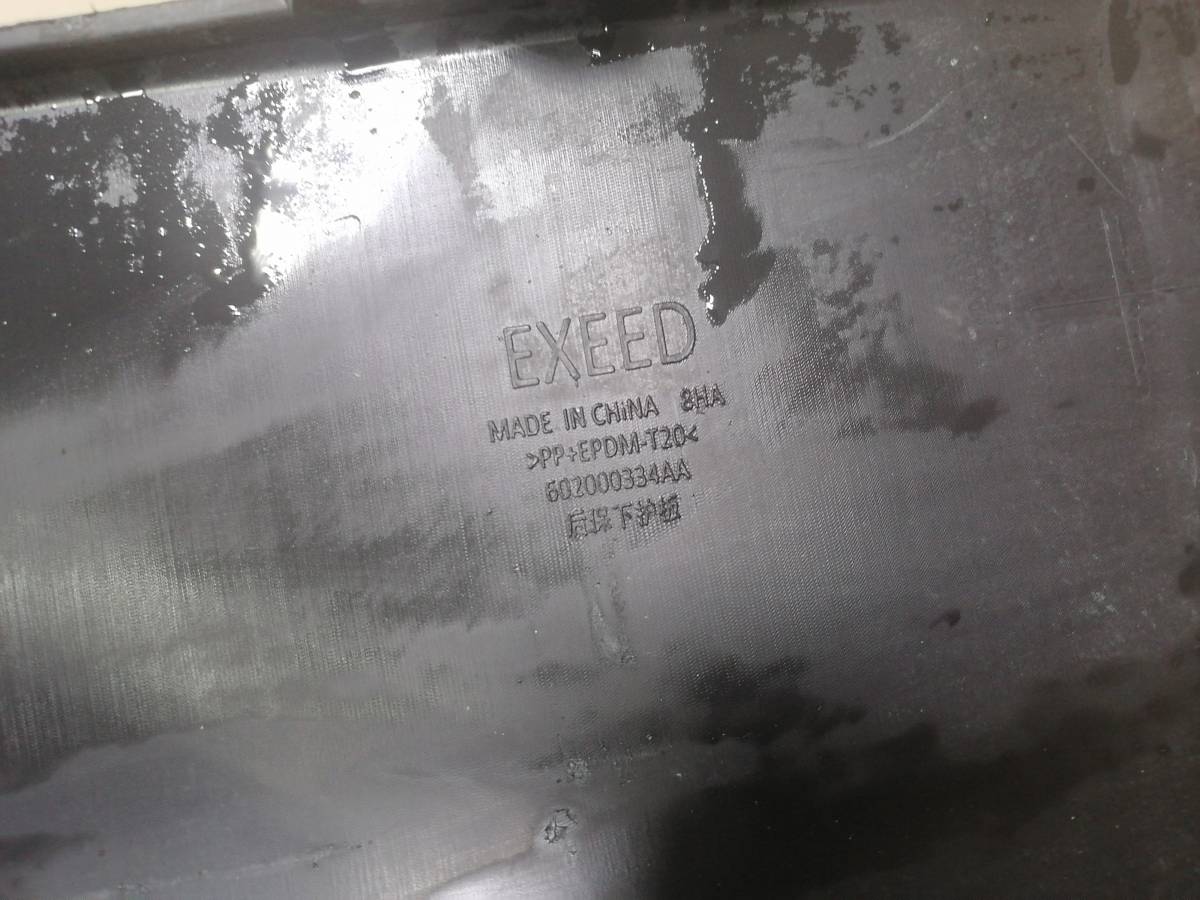 EXEED
MADE IN CHiNA 8HA
>PP+EPDM-T20<
602000334AA
后保下护板